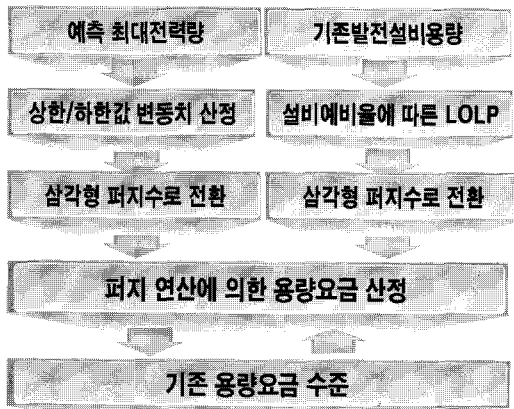 예측 최대전력량
기존발전설비용량
상한/하한값 변동치 산정
설비예비율에 따른 LOLP
삼각형 퍼지수로 전환
삼각형 퍼지수로 전환
퍼지 연산에 의한 용량요금 산정
기존 용량요금 수준